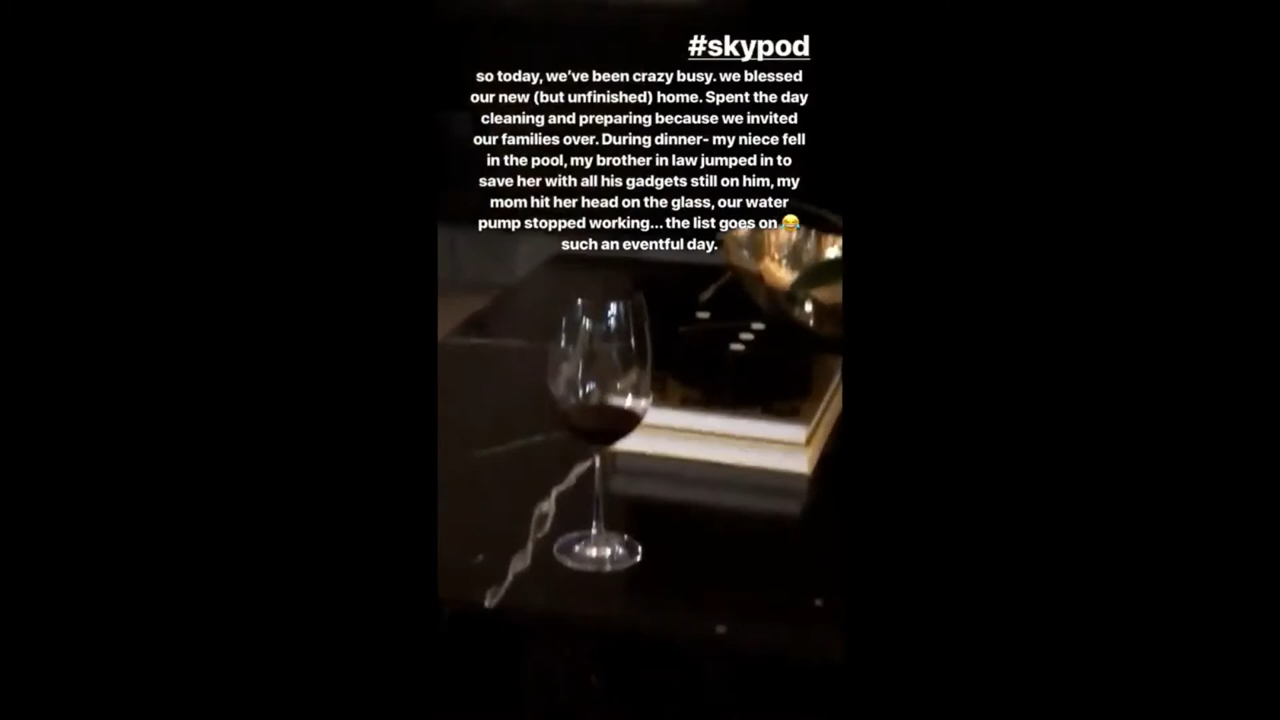 #skypod
so today, we've been crazy busy. we blessed
our new (but unfinished) home. Spent the day
cleaning and preparing because we invited
our families over. During dinner- my niece fell
in the pool, my brother in law jumped in to
save her with all his gadgets still on him, my
mom hit her head on the glass, our water
pump stopped working... the list goes on 😂
such an eventful day.